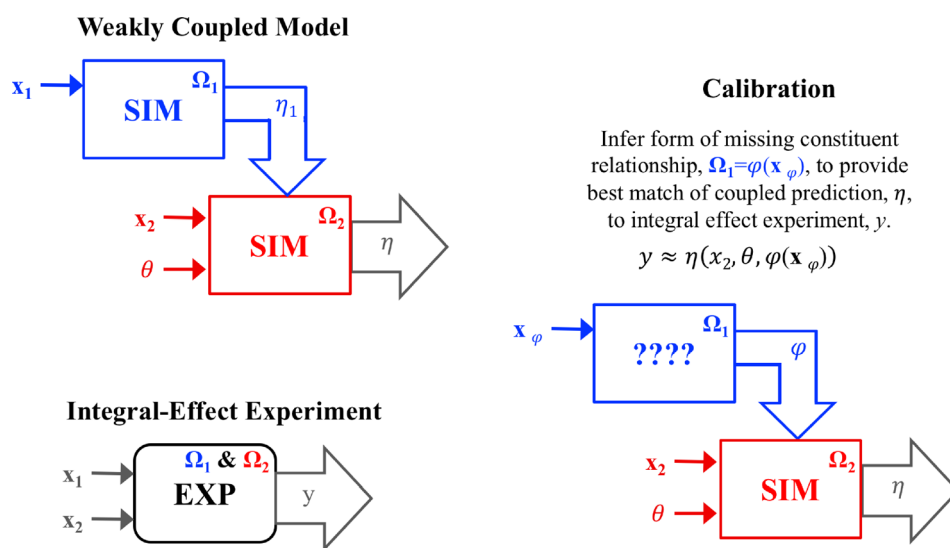 Weakly Coupled Model
x₁
Ω₁
SIM
η₁
x₂
θ
Ω₂
SIM
η
Integral-Effect Experiment
x₁
x₂
Ω₁ & Ω₂
EXP
y
Calibration
Infer form of missing constituent
relationship, Ω₁=φ(x φ), to provide
best match of coupled prediction, η,
to integral effect experiment, y.
y ≈ η(x₂, θ, φ(x φ))
x φ
Ω₁
????
φ
x₂
θ
Ω₂
SIM
η